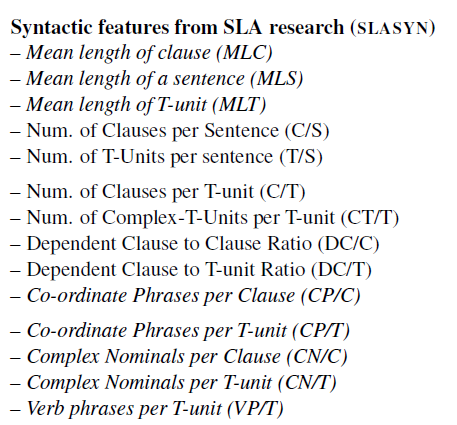 Syntactic features from SLA research (SLASYN)
– Mean length of clause (MLC)
– Mean length of a sentence (MLS)
– Mean length of T-unit (MLT)
– Num. of Clauses per Sentence (C/S)
– Num. of T-Units per sentence (T/S)
– Num. of Clauses per T-unit (C/T)
– Num. of Complex-T-Units per T-unit (CT/T)
– Dependent Clause to Clause Ratio (DC/C)
– Dependent Clause to T-unit Ratio (DC/T)
– Co-ordinate Phrases per Clause (CP/C)
– Co-ordinate Phrases per T-unit (CP/T)
– Complex Nominals per Clause (CN/C)
– Complex Nominals per T-unit (CN/T)
– Verb phrases per T-unit (VP/T)